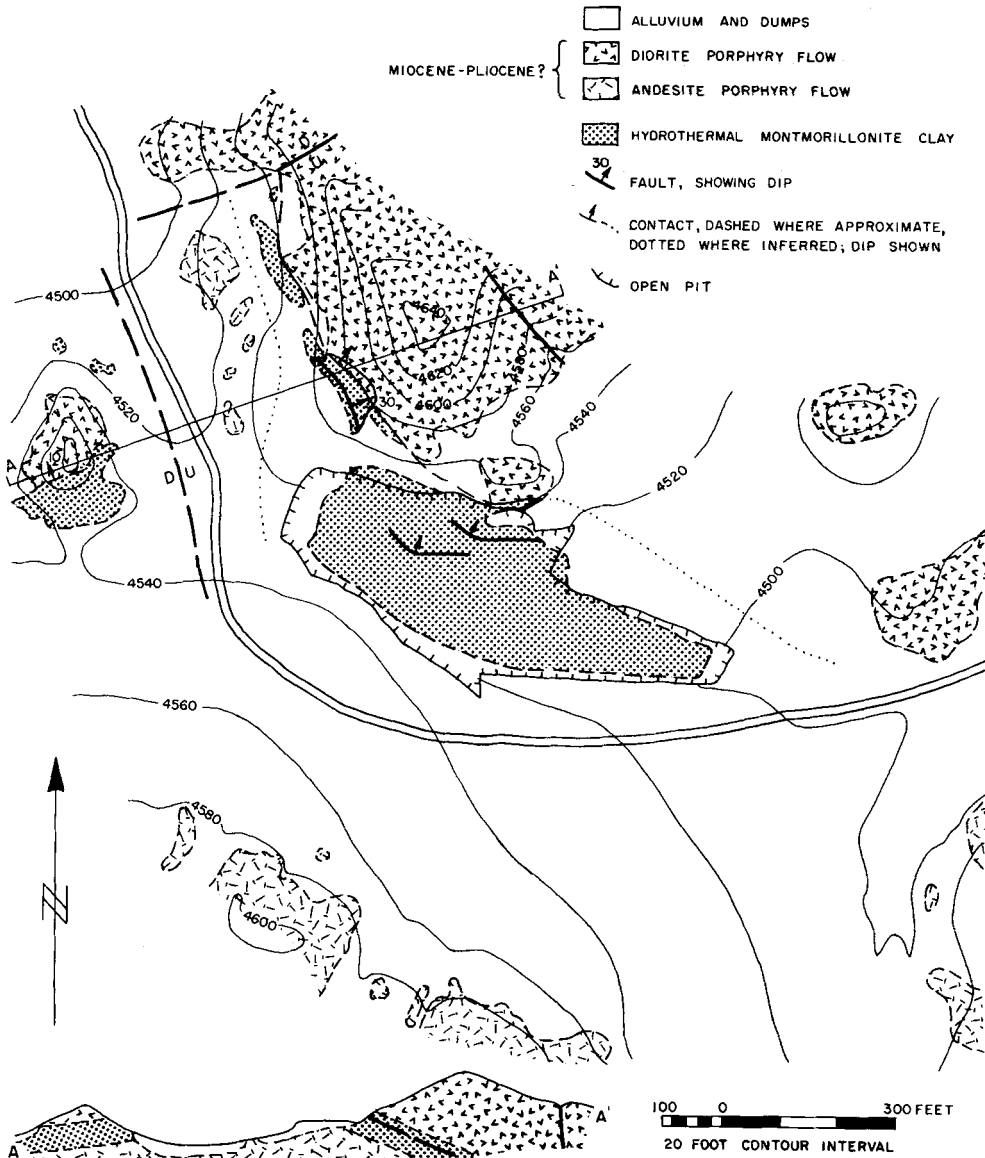 ALLUVIUM AND DUMPS
MIOCENE-PLIOCENE?
DIORITE PORPHYRY FLOW
ANDESITE PORPHYRY FLOW
HYDROTHERMAL MONTMORILLONITE CLAY
30
FAULT, SHOWING DIP
CONTACT, DASHED WHERE APPROXIMATE,
DOTTED WHERE INFERRED; DIP SHOWN
OPEN PIT
D
U
4500
A'
4640
4520
4620
4580
4600
4560
4540
30
A
D U
4520
4540
4500
4560
4580
4600
N
A
A'
100 0 300 FEET
20 FOOT CONTOUR INTERVAL